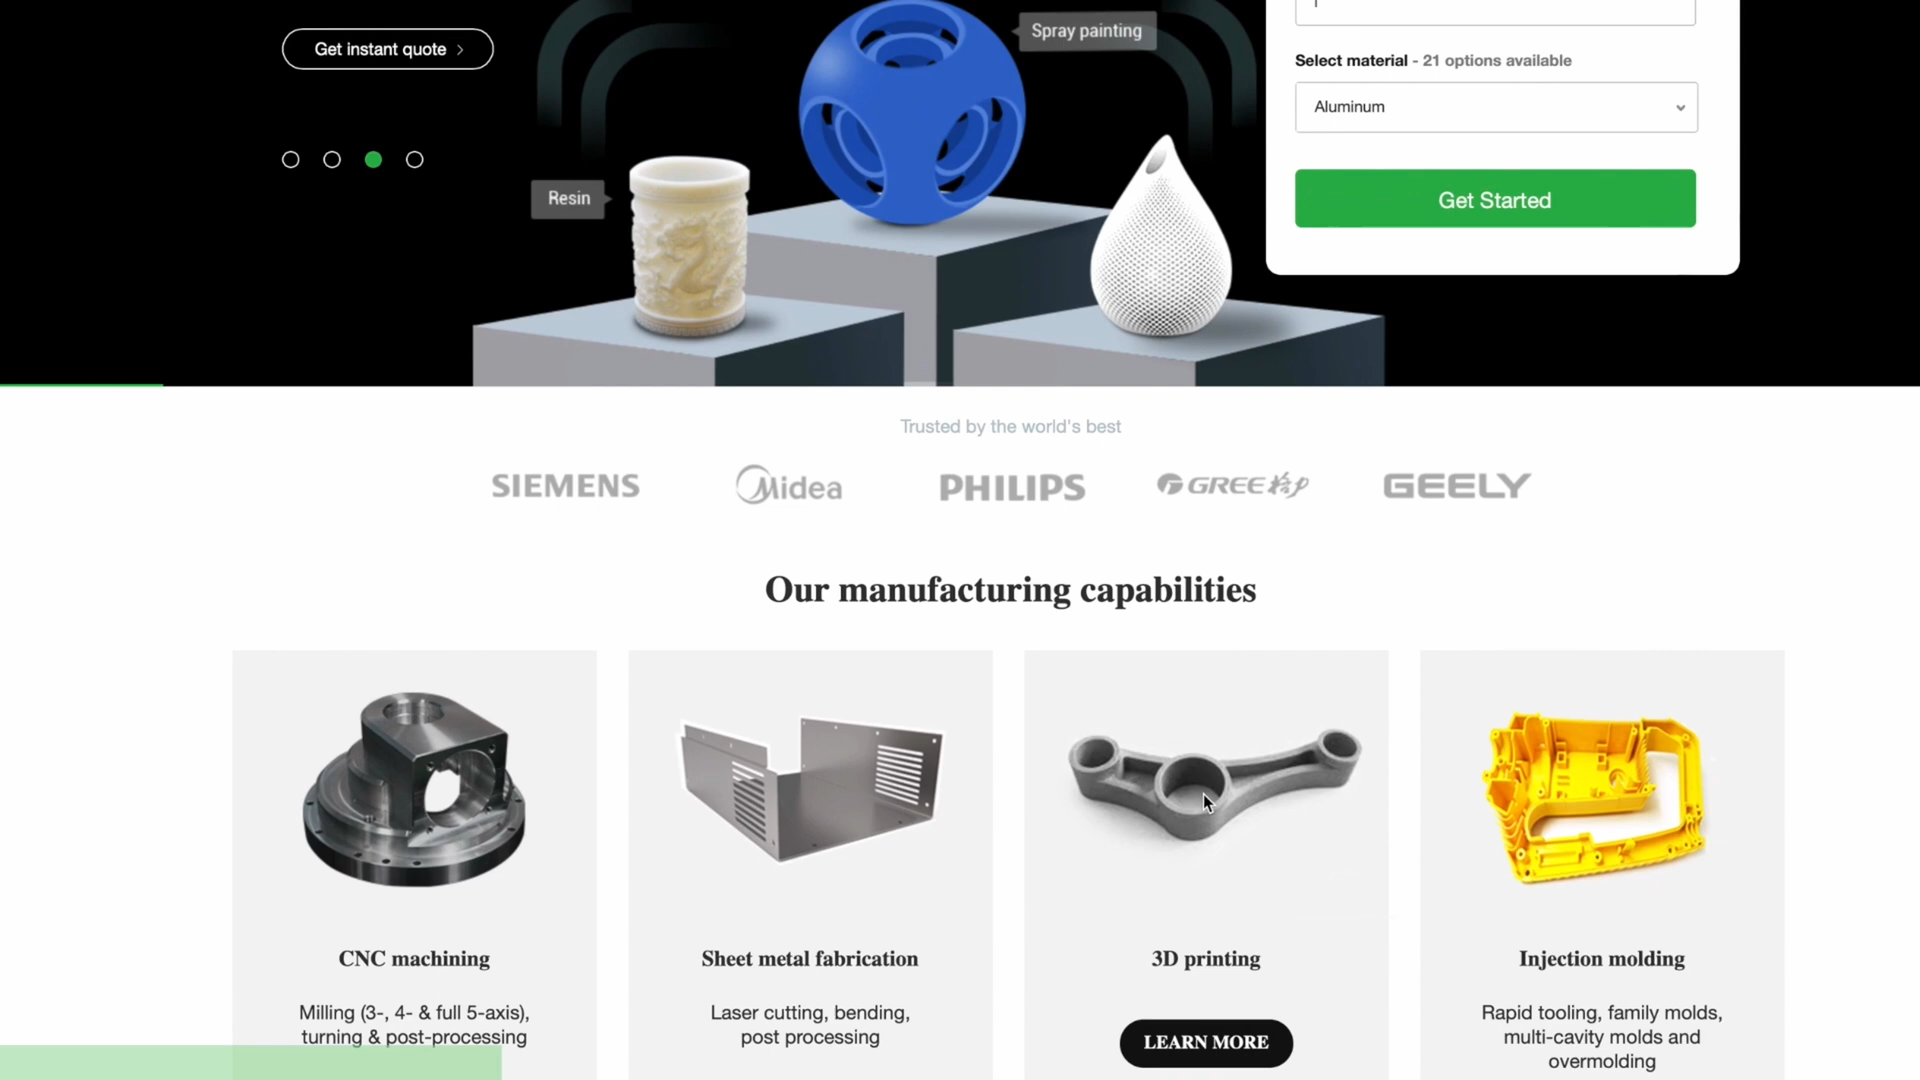 Get instant quote
Spray painting
Resin
Select material - 21 options available
Aluminum
Get Started
Trusted by the world's best
SIEMENS
Midea
PHILIPS
GREE格力
GEELY
Our manufacturing capabilities
CNC machining
Milling (3-, 4- & full 5-axis),
turning & post-processing
Sheet metal fabrication
Laser cutting, bending,
post processing
3D printing
LEARN MORE
Injection molding
Rapid tooling, family molds,
multi-cavity molds and
overmolding